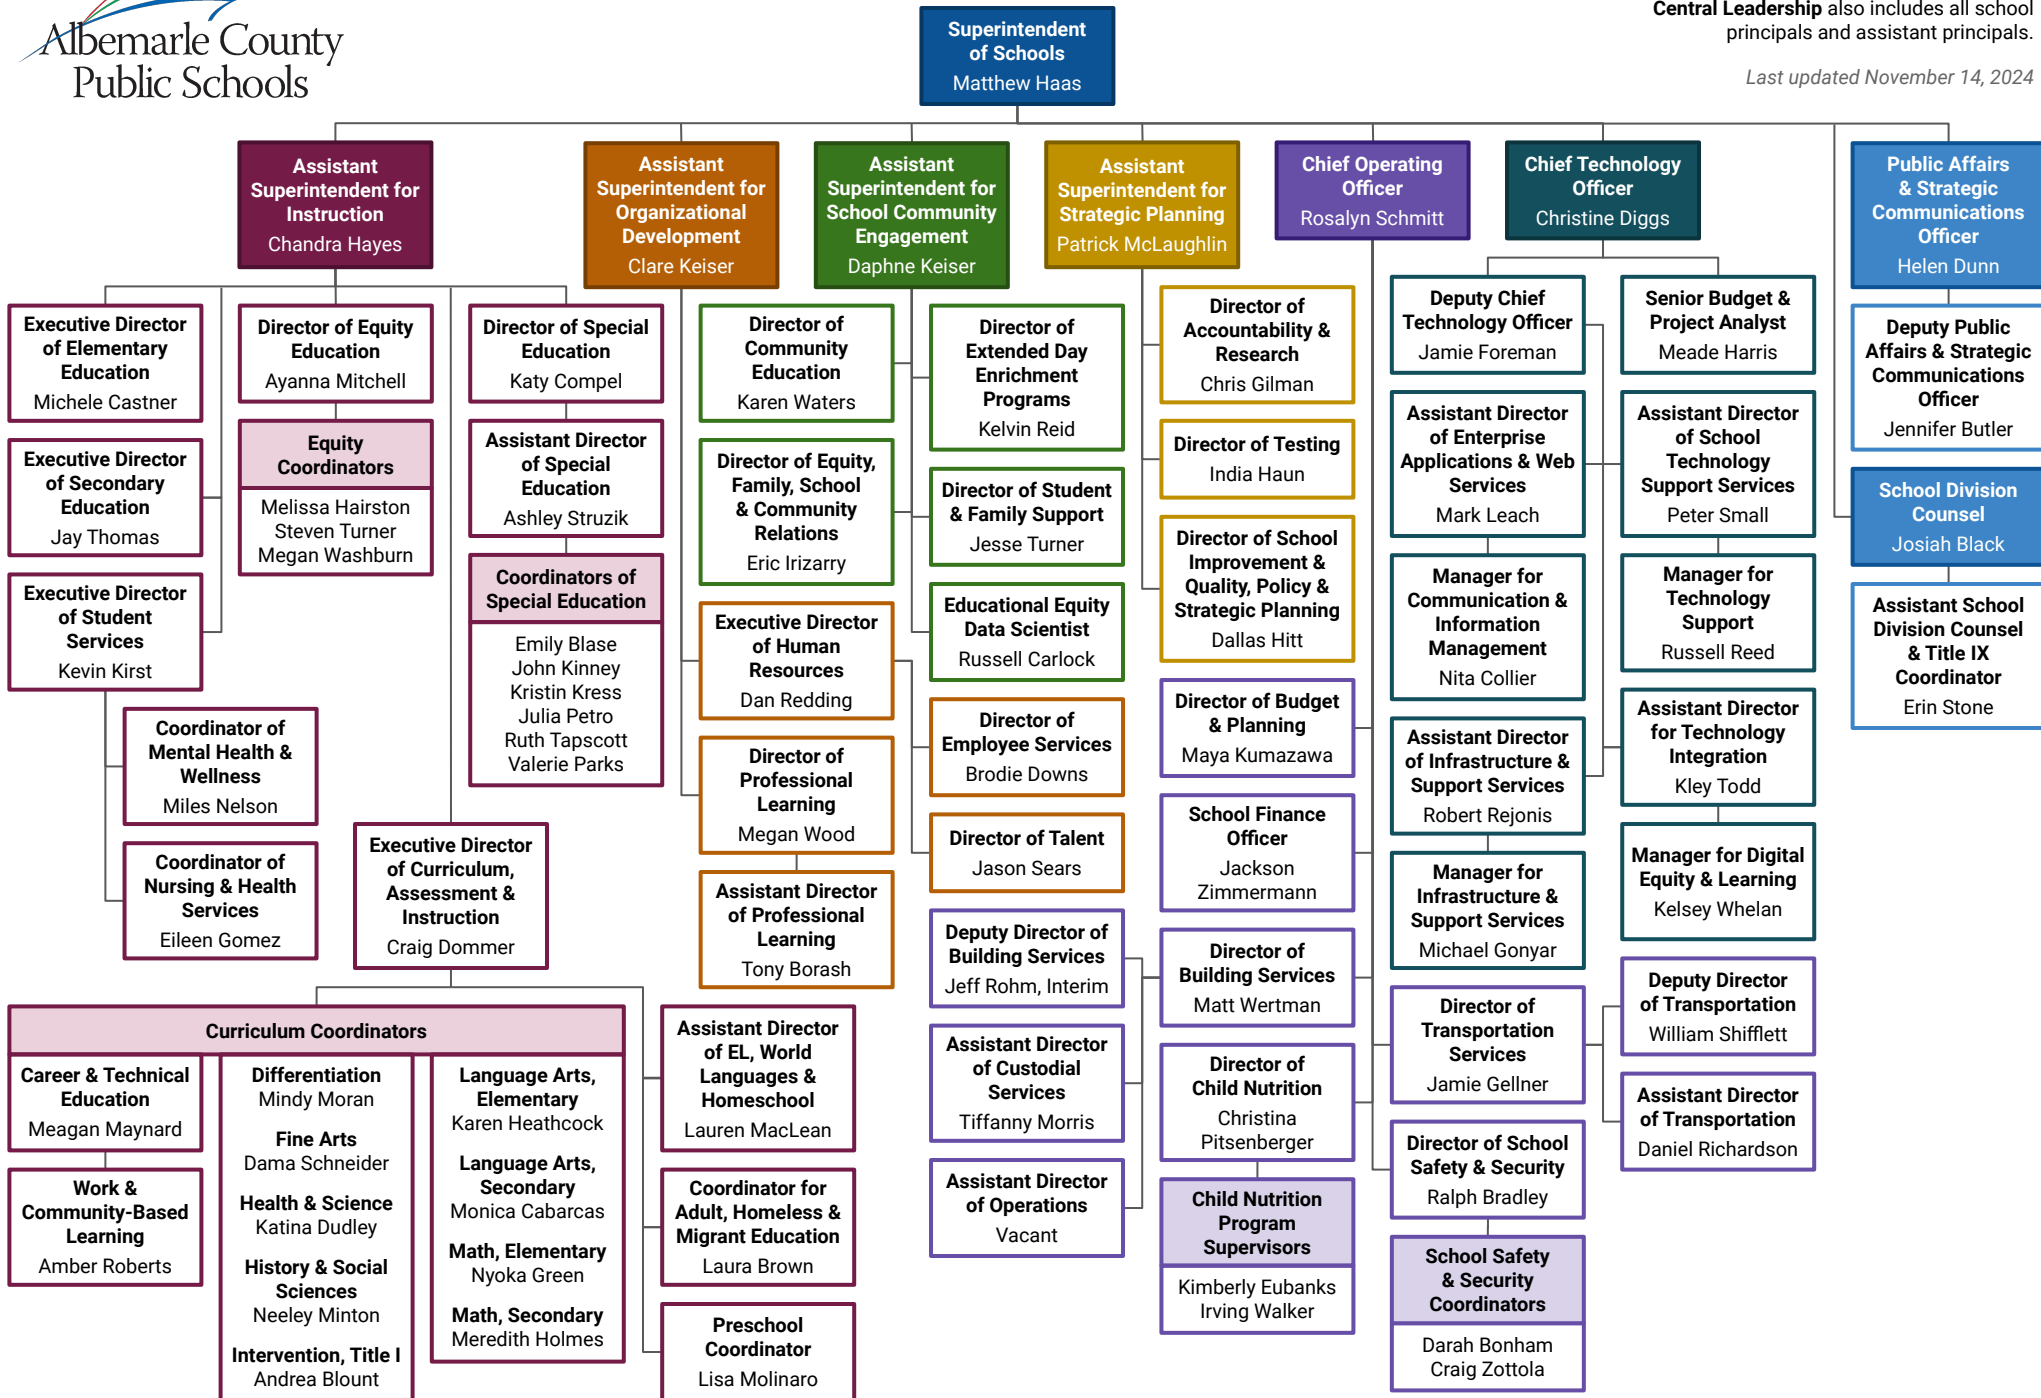 Albemarle County
Public Schools
Superintendent
of Schools
Matthew Haas
Central Leadership also includes all school
principals and assistant principals.
Last updated November 14, 2024
Assistant
Superintendent for
Instruction
Chandra Hayes
Assistant
Superintendent for
Organizational
Development
Clare Keiser
Assistant
Superintendent for
School Community
Engagement
Daphne Keiser
Assistant
Superintendent for
Strategic Planning
Patrick McLaughlin
Chief Operating
Officer
Rosalyn Schmitt
Chief Technology
Officer
Christine Diggs
Public Affairs
& Strategic
Communications
Officer
Helen Dunn
Executive Director
of Elementary
Education
Michele Castner
Executive Director
of Secondary
Education
Jay Thomas
Executive Director
of Student
Services
Kevin Kirst
Coordinator of
Mental Health &
Wellness
Miles Nelson
Coordinator of
Nursing & Health
Services
Eileen Gomez
Director of Equity
Education
Ayanna Mitchell
Equity
Coordinators
Melissa Hairston
Steven Turner
Megan Washburn
Director of Special
Education
Katy Compel
Assistant Director
of Special
Education
Ashley Struzik
Coordinators of
Special Education
Emily Blase
John Kinney
Kristin Kress
Julia Petro
Ruth Tapscott
Valerie Parks
Executive Director
of Curriculum,
Assessment &
Instruction
Craig Dommer
Curriculum Coordinators
Career & Technical
Education
Meagan Maynard
Work &
Community-Based
Learning
Amber Roberts
Differentiation
Mindy Moran
Fine Arts
Dama Schneider
Health & Science
Katina Dudley
History & Social
Sciences
Neeley Minton
Intervention, Title I
Andrea Blount
Language Arts,
Elementary
Karen Heathcock
Language Arts,
Secondary
Monica Cabarcas
Math, Elementary
Nyoka Green
Math, Secondary
Meredith Holmes
Assistant Director
of EL, World
Languages &
Homeschool
Lauren MacLean
Coordinator for
Adult, Homeless &
Migrant Education
Laura Brown
Preschool
Coordinator
Lisa Molinaro
Director of
Community
Education
Karen Waters
Director of Equity,
Family, School
& Community
Relations
Eric Irizarry
Executive Director
of Human
Resources
Dan Redding
Director of
Professional
Learning
Megan Wood
Assistant Director
of Professional
Learning
Tony Borash
Director of
Extended Day
Enrichment
Programs
Kelvin Reid
Director of Student
& Family Support
Jesse Turner
Educational Equity
Data Scientist
Russell Carlock
Director of
Employee Services
Brodie Downs
Director of Talent
Jason Sears
Deputy Director of
Building Services
Jeff Rohm, Interim
Assistant Director
of Custodial
Services
Tiffanny Morris
Assistant Director
of Operations
Vacant
Director of
Accountability &
Research
Chris Gilman
Director of Testing
India Haun
Director of School
Improvement &
Quality, Policy &
Strategic Planning
Dallas Hitt
Director of Budget
& Planning
Maya Kumazawa
School Finance
Officer
Jackson
Zimmermann
Director of
Building Services
Matt Wertman
Director of
Child Nutrition
Christina
Pitsenberger
Child Nutrition
Program
Supervisors
Kimberly Eubanks
Irving Walker
Deputy Chief
Technology Officer
Jamie Foreman
Assistant Director
of Enterprise
Applications & Web
Services
Mark Leach
Manager for
Communication &
Information
Management
Nita Collier
Assistant Director
of Infrastructure &
Support Services
Robert Rejonis
Manager for
Infrastructure &
Support Services
Michael Gonyar
Director of
Transportation
Services
Jamie Gellner
Director of School
Safety & Security
Ralph Bradley
School Safety
& Security
Coordinators
Darah Bonham
Craig Zottola
Senior Budget &
Project Analyst
Meade Harris
Assistant Director
of School
Technology
Support Services
Peter Small
Manager for
Technology
Support
Russell Reed
Assistant Director
for Technology
Integration
Kley Todd
Manager for Digital
Equity & Learning
Kelsey Whelan
Deputy Director
of Transportation
William Shifflett
Assistant Director
of Transportation
Daniel Richardson
Deputy Public
Affairs & Strategic
Communications
Officer
Jennifer Butler
School Division
Counsel
Josiah Black
Assistant School
Division Counsel
& Title IX
Coordinator
Erin Stone